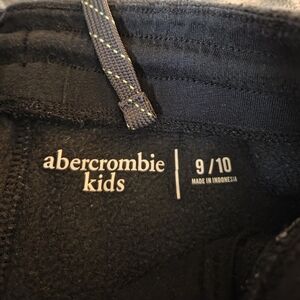 abercrombie
kids
9/10
MADE IN INDONESIA